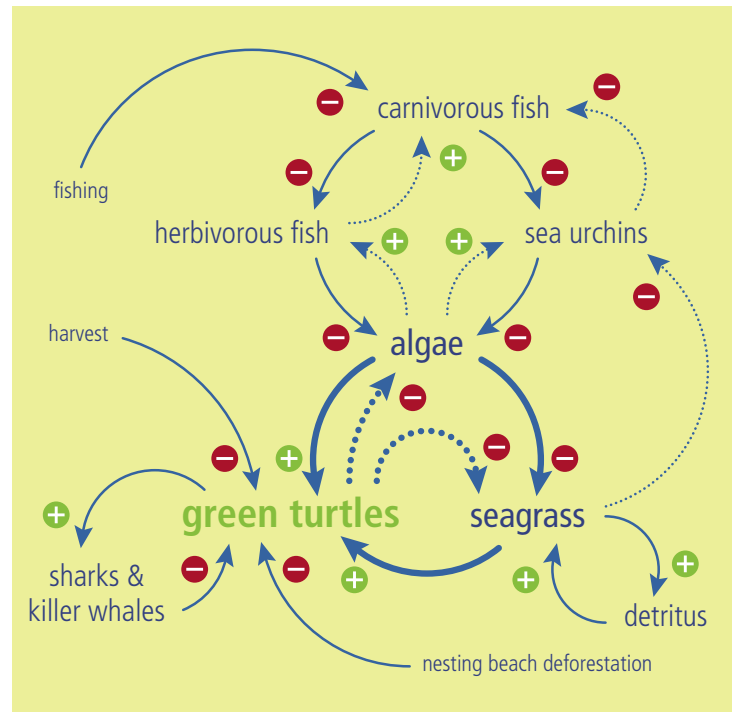 carnivorous fish
fishing
herbivorous fish
sea urchins
harvest
algae
green turtles
seagrass
sharks &
killer whales
detritus
nesting beach deforestation